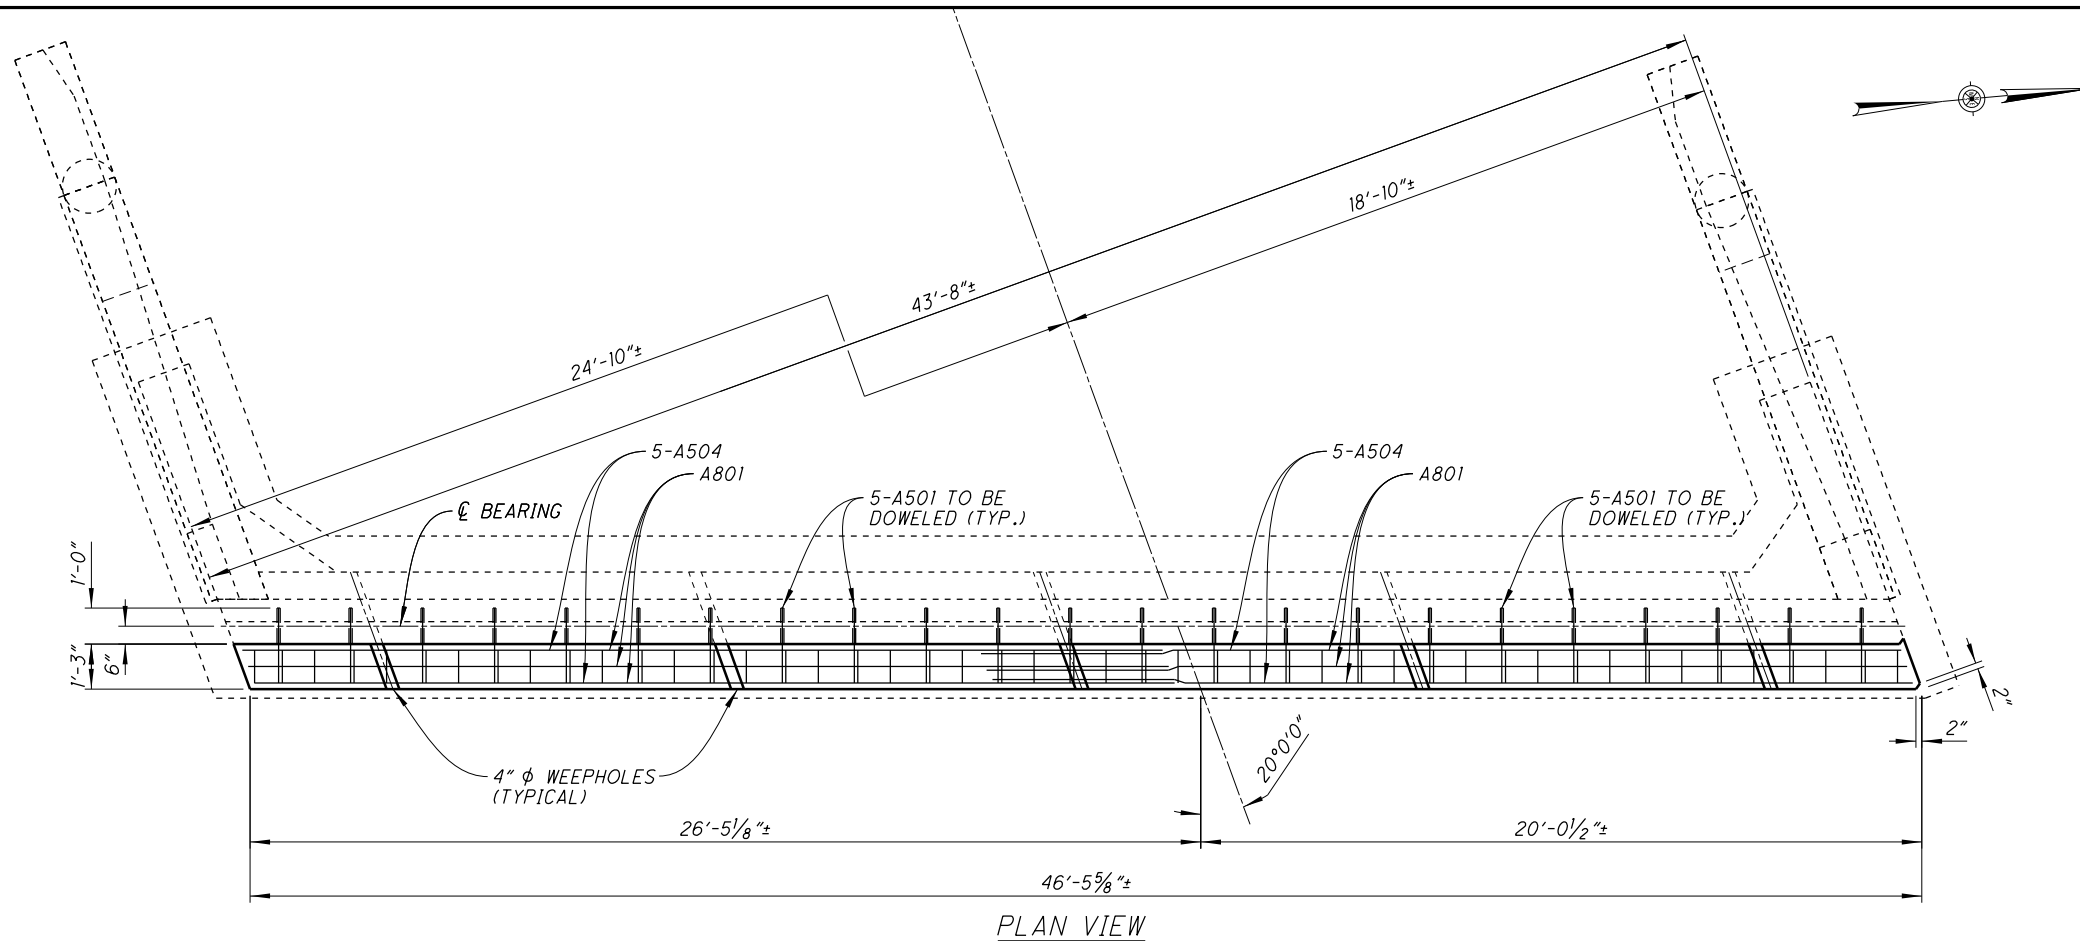 18'-10"±
43'-8"±
24'-10"±
5-A504
A801
5-A504
A801
℄ BEARING
5-A501 TO BE
DOWELED (TYP.)
5-A501 TO BE
DOWELED (TYP.)
1'-0"
6"
1'-3"
2"
2"
20°0'0"
4" ϕ WEEPHOLES
(TYPICAL)
26'-5⅛"±
20'-0½"±
46'-5⅝"±
PLAN VIEW